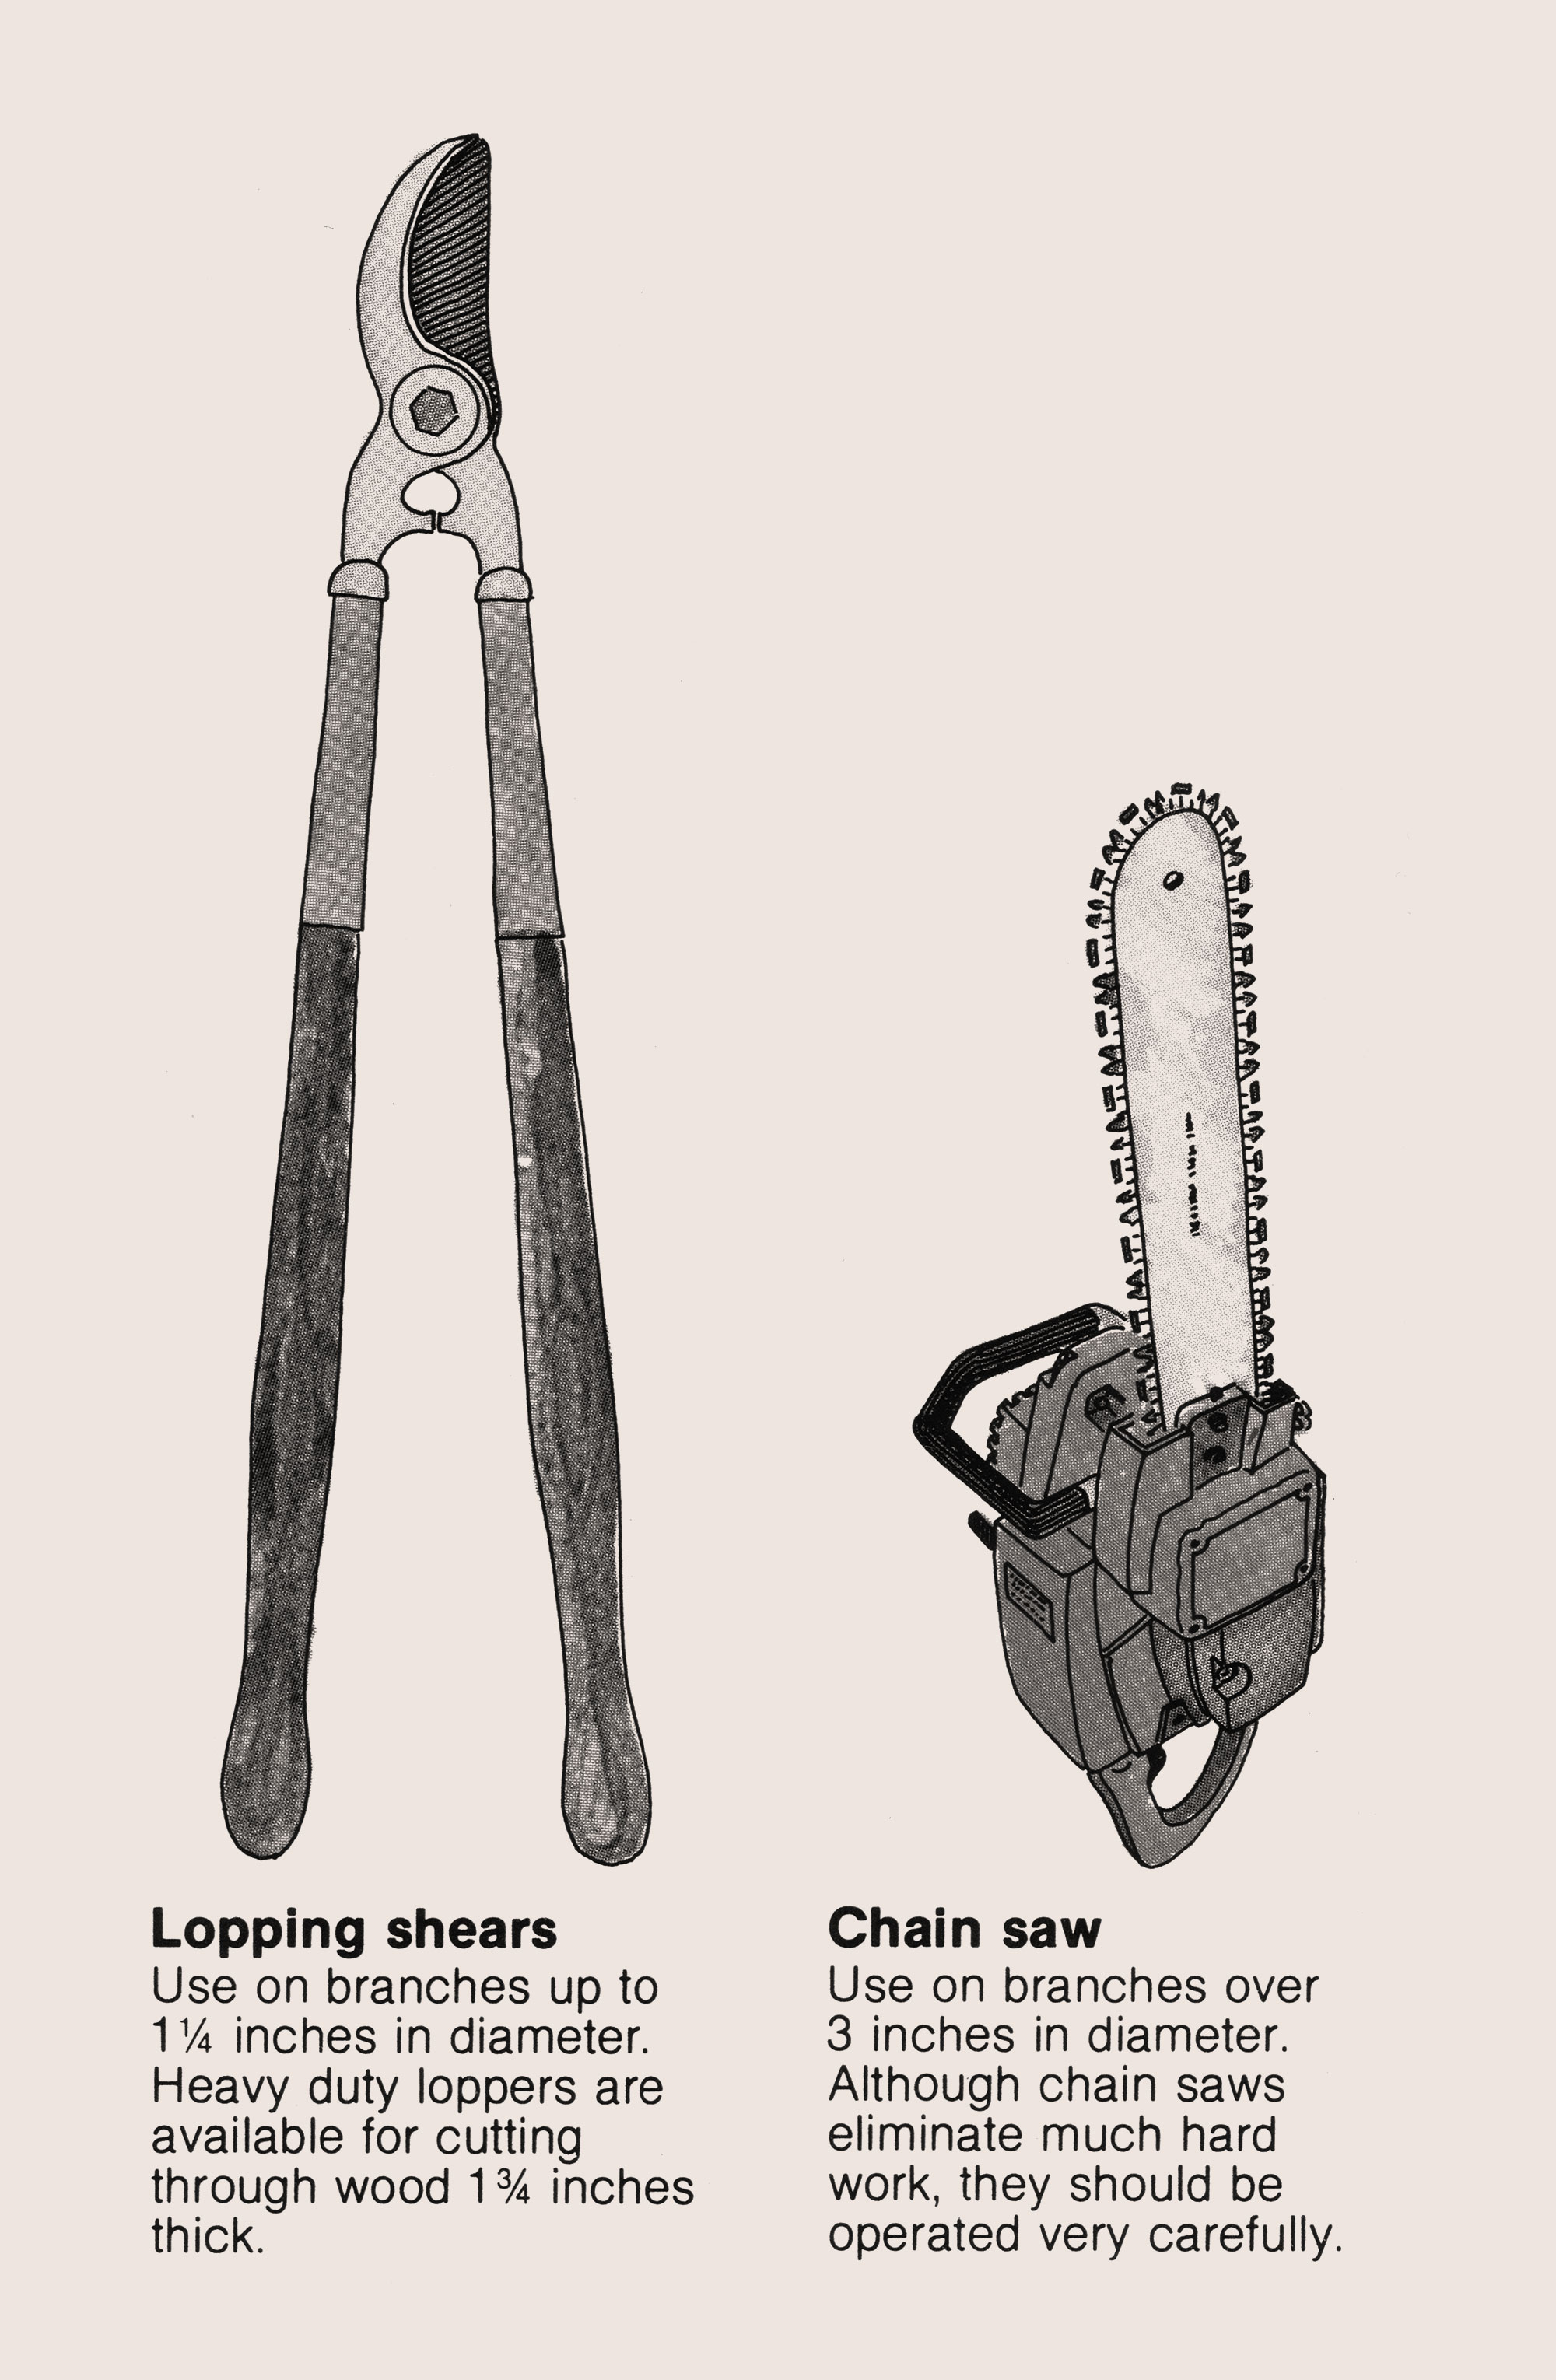 Lopping shears
Use on branches up to
1¼ inches in diameter.
Heavy duty loppers are
available for cutting
through wood 1¾ inches
thick.
Chain saw
Use on branches over
3 inches in diameter.
Although chain saws
eliminate much hard
work, they should be
operated very carefully.